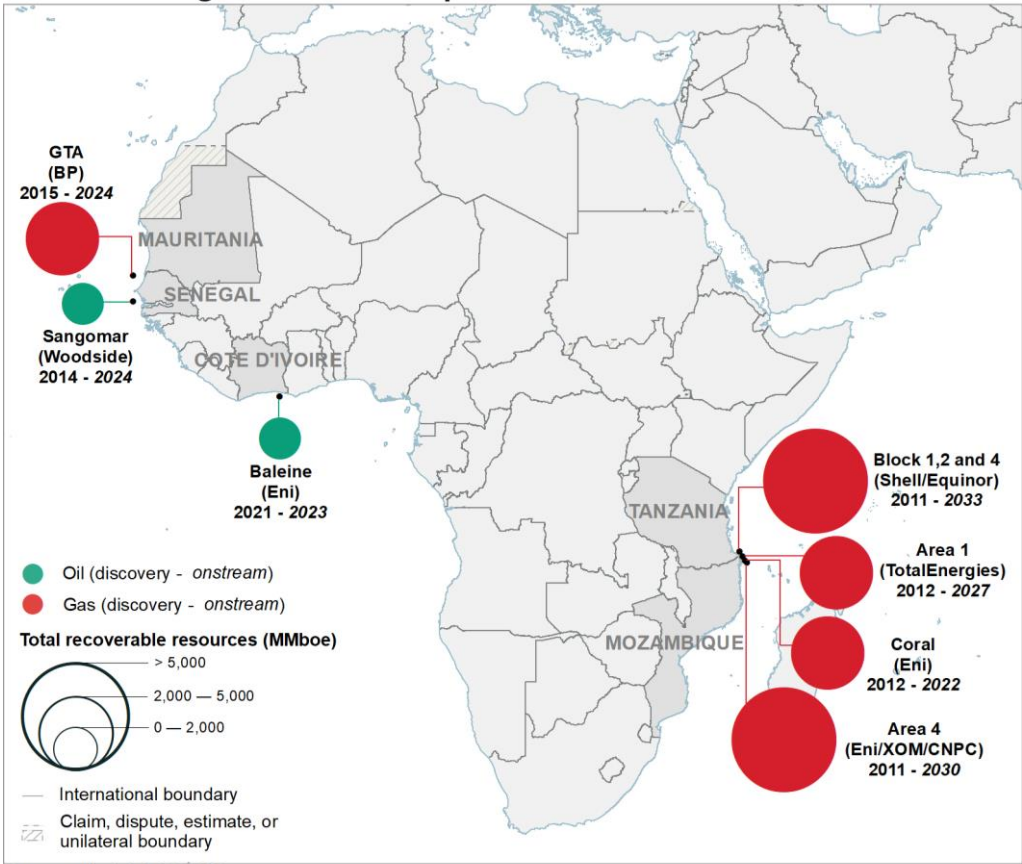 GTA
(BP)
2015 - 2024
MAURITANIA
SENEGAL
Sangomar
(Woodside)
2014 - 2024
COTE D'IVOIRE
Baleine
(Eni)
2021 - 2023
TANZANIA
MOZAMBIQUE
Block 1,2 and 4
(Shell/Equinor)
2011 - 2033
Area 1
(TotalEnergies)
2012 - 2027
Coral
(Eni)
2012 - 2022
Area 4
(Eni/XOM/CNPC)
2011 - 2030
Oil (discovery - onstream)
Gas (discovery - onstream)
Total recoverable resources (MMboe)
> 5,000
2,000 — 5,000
0 — 2,000
International boundary
Claim, dispute, estimate, or
unilateral boundary